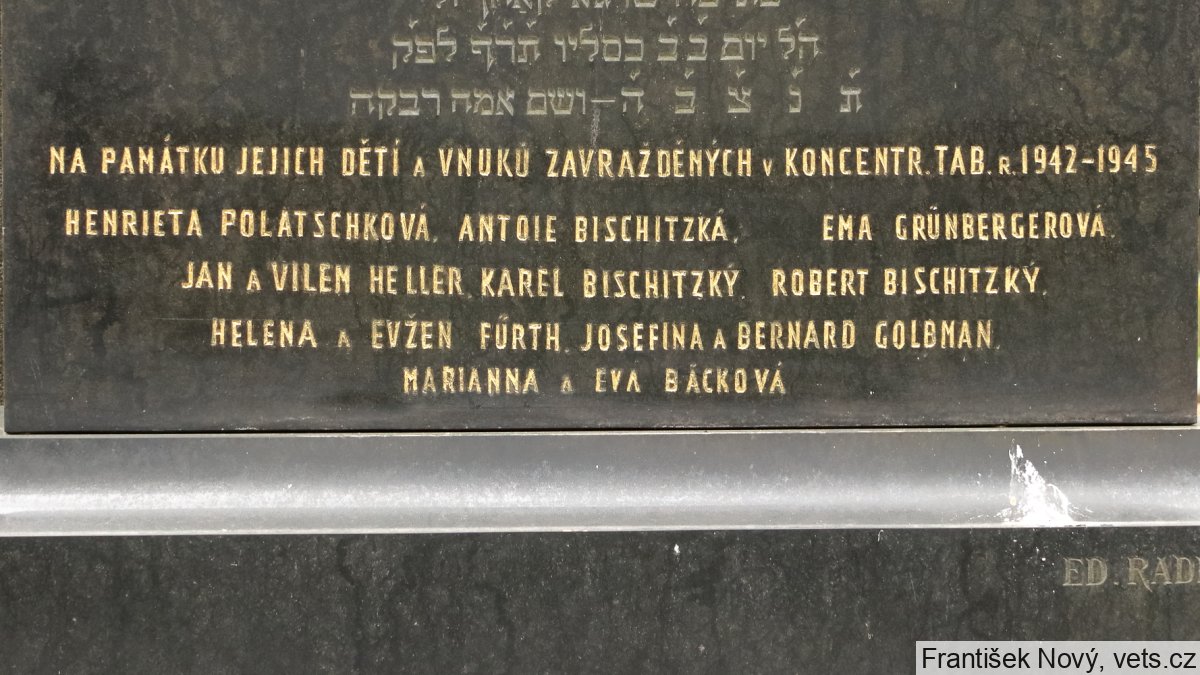 הל יום ב׳ ב׳ כסליו תרף לפק
ת׳ נ׳ צ׳ ב׳ ה׳ – ושם אמה רבקה
NA PAMÁTKU JEJICH DĚTÍ A VNUKŮ ZAVRAŽDĚNÝCH V KONCENTR. TAB. R. 1942-1945
HENRIETA POLATSCHKOVÁ, ANTOIE BISCHITZKÁ, EMA GRÜNBERGEROVÁ,
JAN A VILEM HELLER, KAREL BISCHITZKÝ, ROBERT BISCHITZKÝ,
HELENA A EVŽEN FÜRTH, JOSEFINA A BERNARD GOLBMAN,
MARIANNA A EVA BÄCKOVÁ
ED. RAD
František Nový, vets.cz